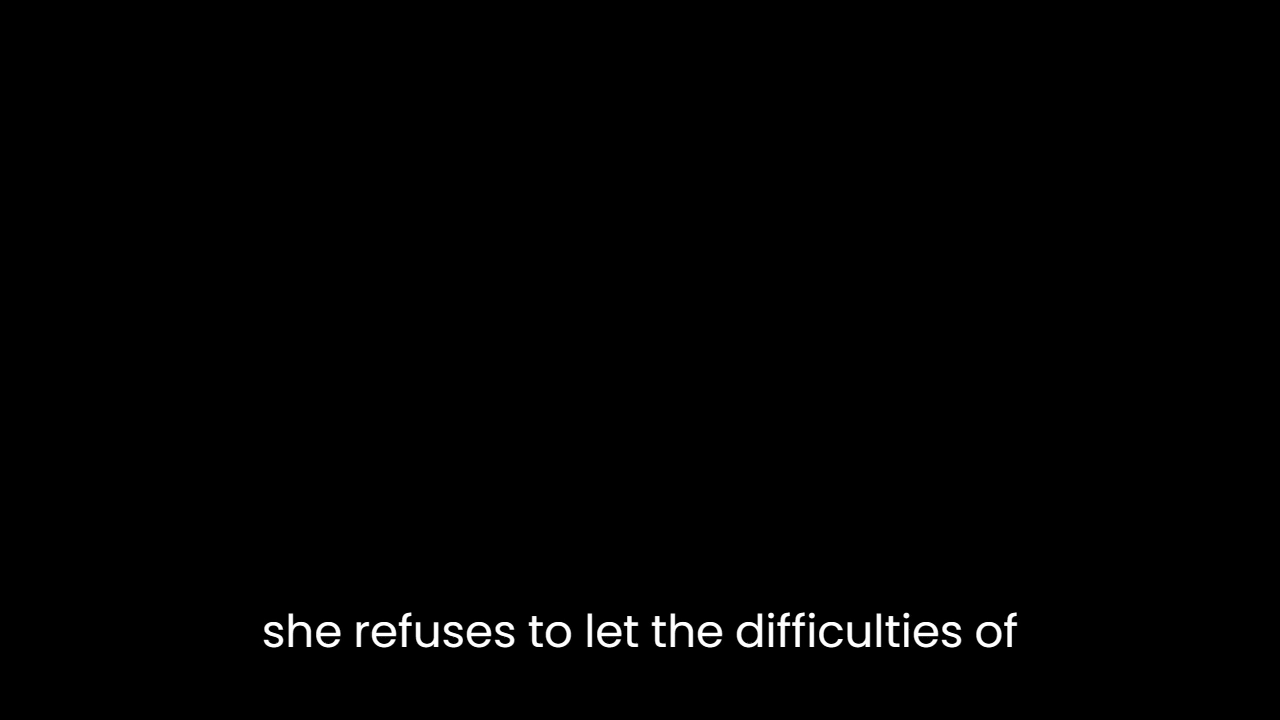 she refuses to let the difficulties of